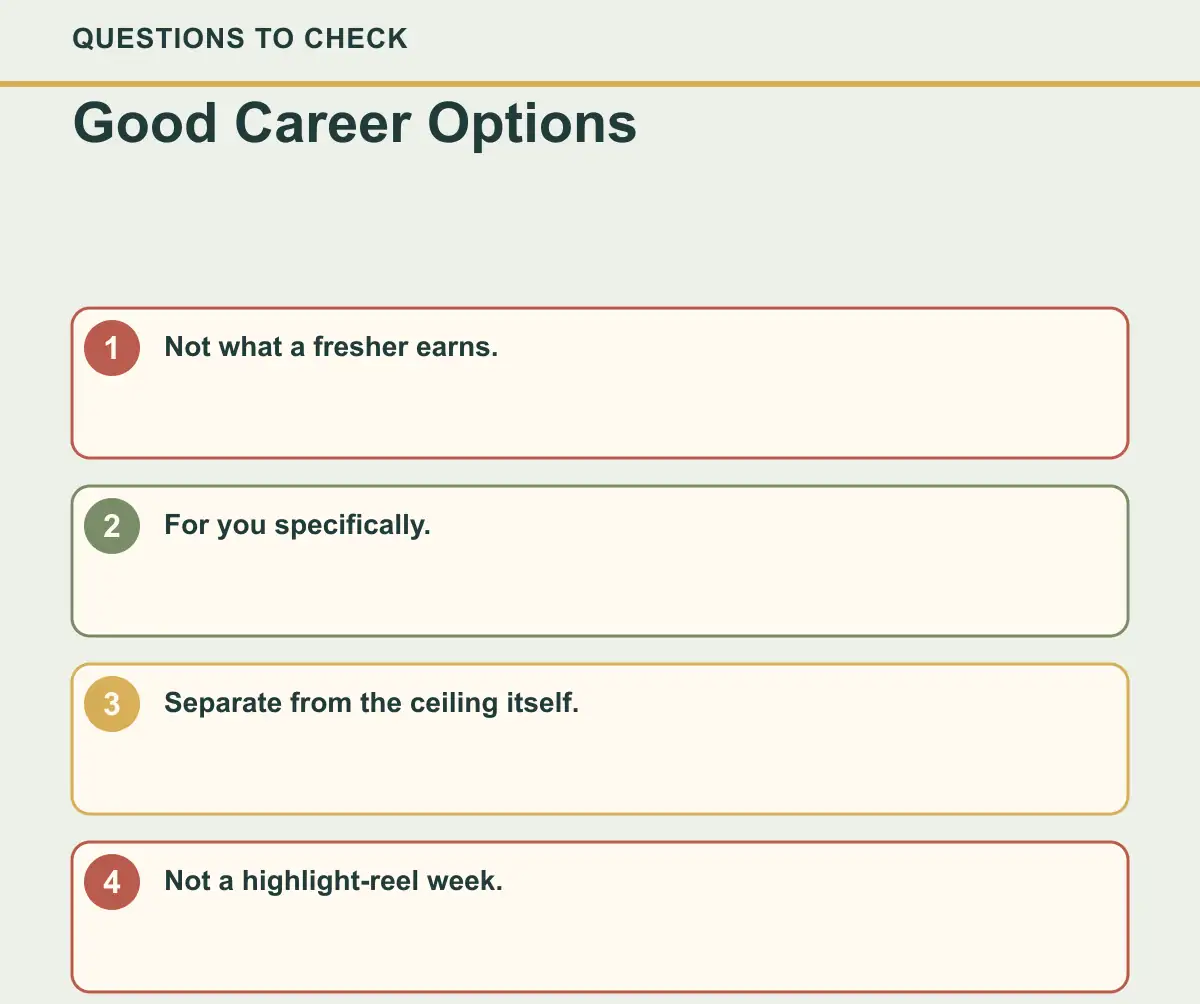 QUESTIONS TO CHECK
Good Career Options
1
Not what a fresher earns.
2
For you specifically.
3
Separate from the ceiling itself.
4
Not a highlight-reel week.